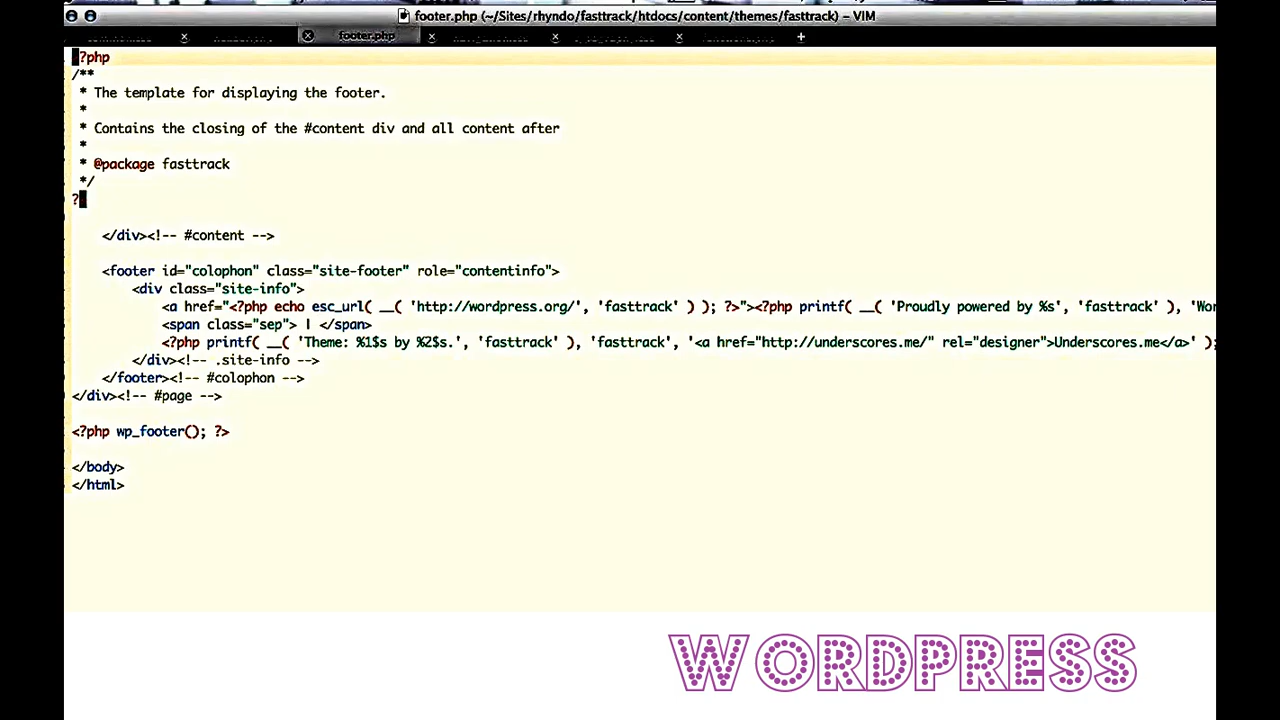 footer.php (~/Sites/rhyndo/fasttrack/htdocs/content/themes/fasttrack) – VIM
footer.php
?php
/**
* The template for displaying the footer.
*
* Contains the closing of the #content div and all content after
*
* @package fasttrack
*/
?
</div><!-- #content -->
<footer id="colophon" class="site-footer" role="contentinfo">
<div class="site-info">
<a href="<?php echo esc_url( __( 'http://wordpress.org/', 'fasttrack' ) ); ?>"><?php printf( __( 'Proudly powered by %s', 'fasttrack' ), 'Wor
<span class="sep"> | </span>
<?php printf( __( 'Theme: %1$s by %2$s.', 'fasttrack' ), 'fasttrack', '<a href="http://underscores.me/" rel="designer">Underscores.me</a>' );
</div><!-- .site-info -->
</footer><!-- #colophon -->
</div><!-- #page -->
<?php wp_footer(); ?>
</body>
</html>
WORDPRESS